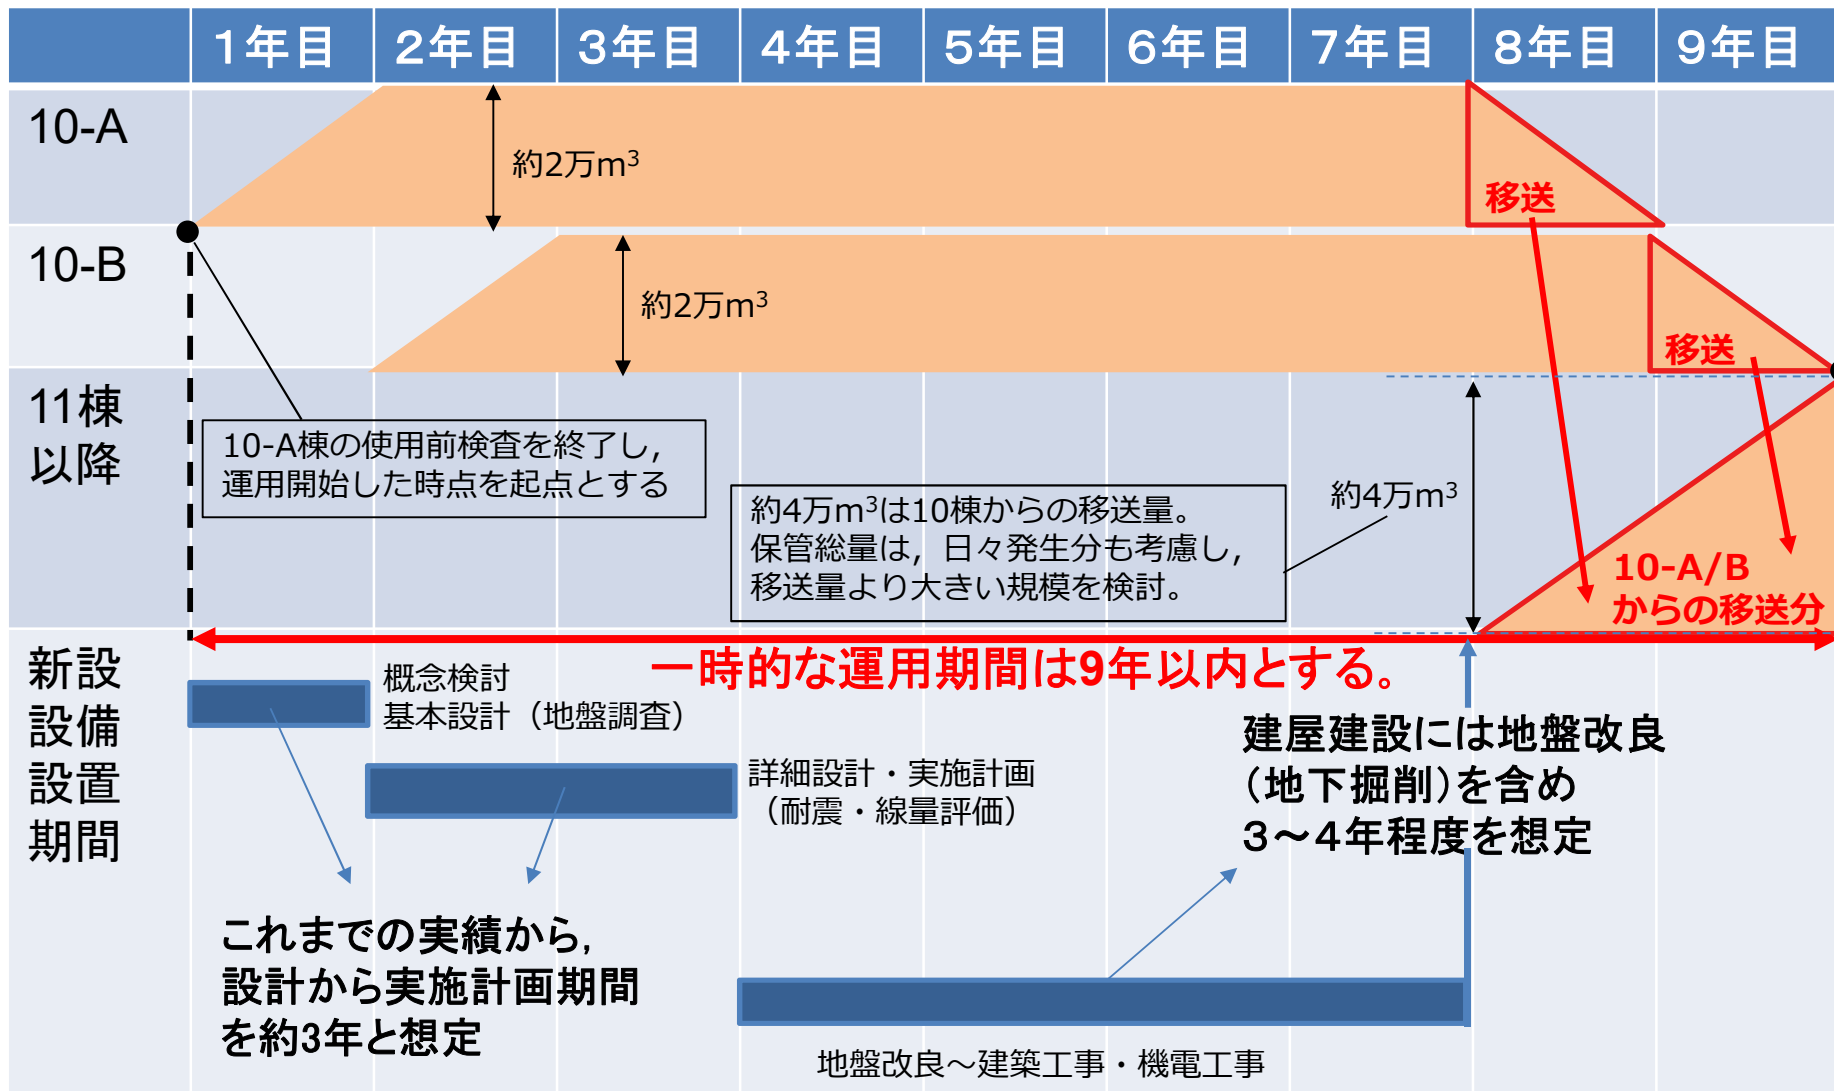 1年目 2年目 3年目 4年目 5年目 6年目 7年目 8年目 9年目
10-A
約2万m³
移送
10-B
約2万m³
移送
11棟
以降
10-A棟の使用前検査を終了し，
運用開始した時点を起点とする
約4万m³は10棟からの移送量。
保管総量は，日々発生分も考慮し，
移送量より大きい規模を検討。
約4万m³
10-A/B
からの移送分
一時的な運用期間は9年以内とする。
新設
設備
設置
期間
概念検討
基本設計（地盤調査）
詳細設計・実施計画
（耐震・線量評価）
建屋建設には地盤改良
（地下掘削）を含め
３～４年程度を想定
これまでの実績から，
設計から実施計画期間
を約3年と想定
地盤改良～建築工事・機電工事